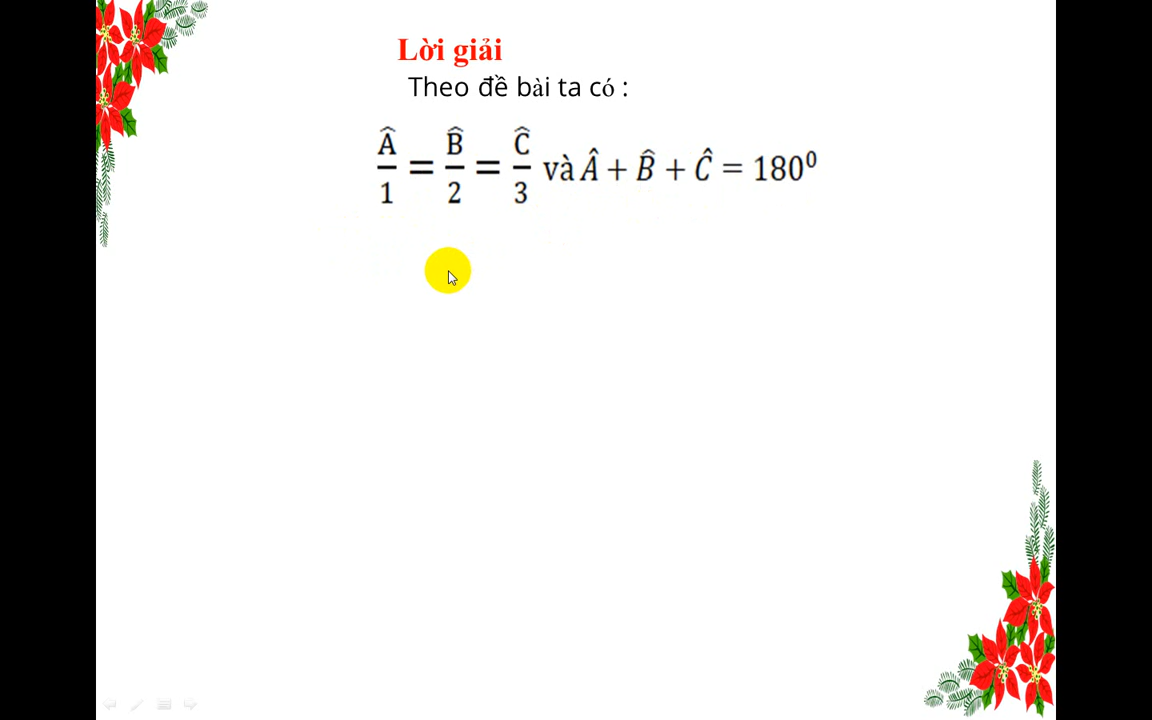 Lời giải
Theo đề bài ta có :
Â/1 = B̂/2 = Ĉ/3 và Â + B̂ + Ĉ = 180⁰